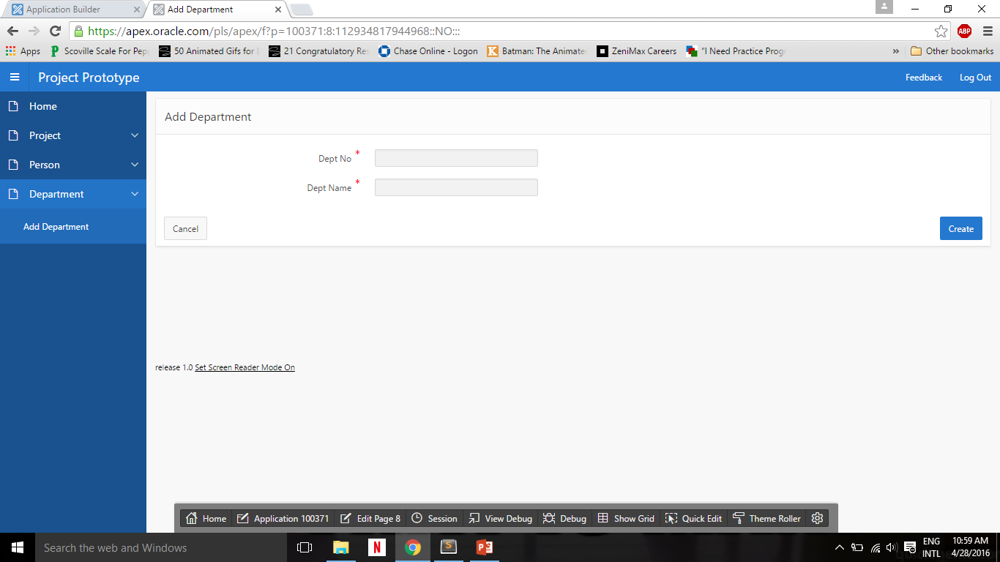 Application Builder
Add Department
https://apex.oracle.com/pls/apex/f?p=100371:8:112934817944968::NO:::
ABP
Apps
Scoville Scale For Pep
50 Animated Gifs for E
21 Congratulatory Re
Chase Online - Logon
Batman: The Animate
ZeniMax Careers
"I Need Practice Prog
»
Other bookmarks
Project Prototype
Feedback
Log Out
Home
Project
Person
Department
Add Department
Add Department
Dept No *
Dept Name *
Cancel
Create
release 1.0 Set Screen Reader Mode On
Home
Application 100371
Edit Page 8
Session
View Debug
Debug
Show Grid
Quick Edit
Theme Roller
Search the web and Windows
N
S
P
ENG
INTL
10:59 AM
4/28/2016